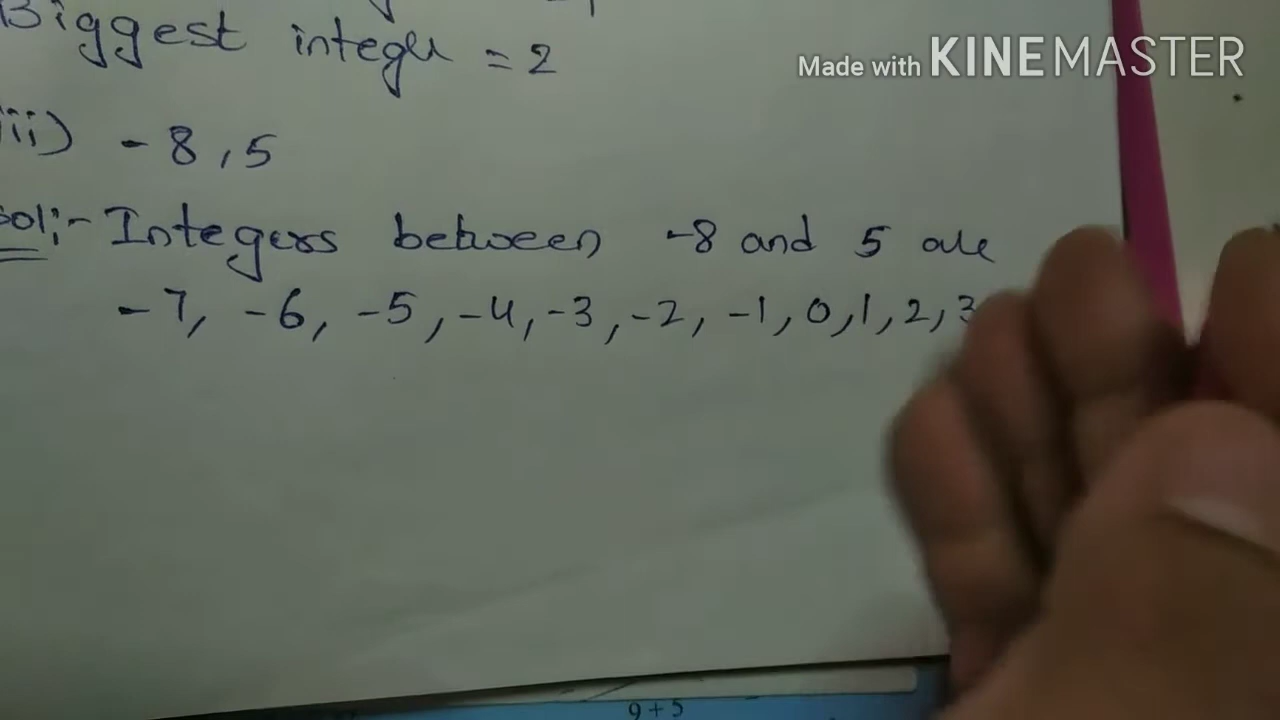 Biggest integer = 2
Made with KINEMASTER
iii) -8, 5
Sol:- Integers between -8 and 5 are
-7, -6, -5, -4, -3, -2, -1, 0, 1, 2, 3
9 + 5